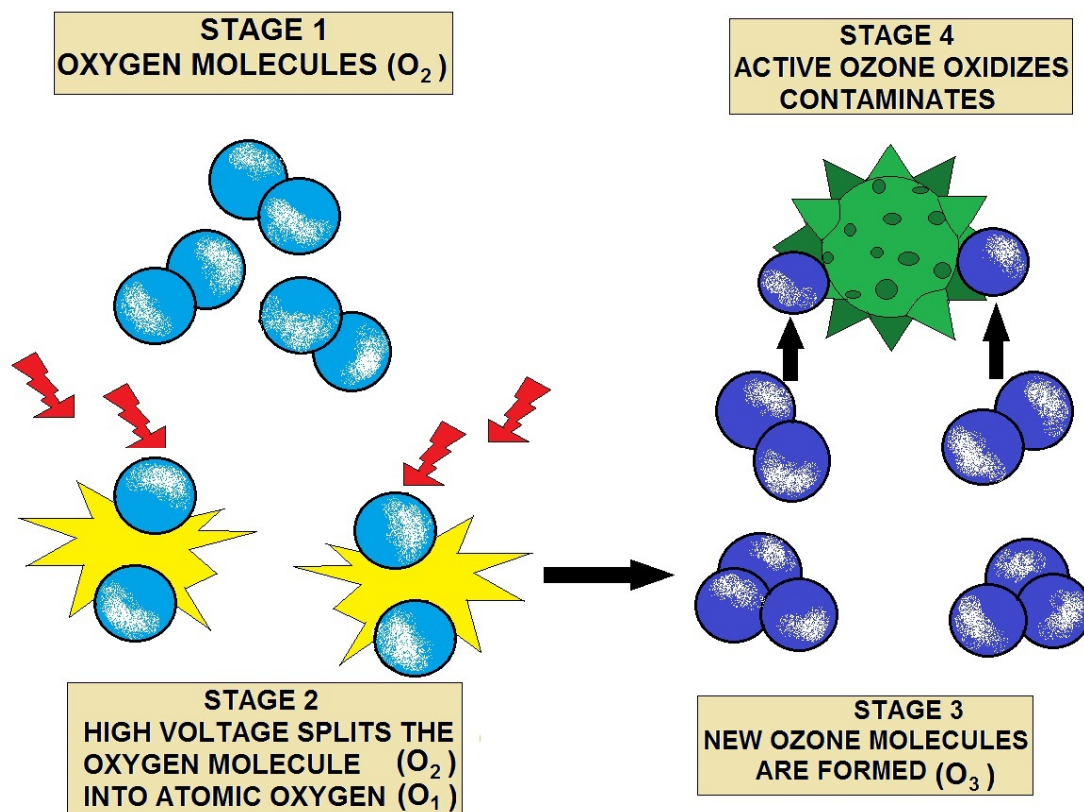 STAGE 1
OXYGEN MOLECULES (O₂)
STAGE 2
HIGH VOLTAGE SPLITS THE
OXYGEN MOLECULE (O₂)
INTO ATOMIC OXYGEN (O₁)
STAGE 3
NEW OZONE MOLECULES
ARE FORMED (O₃)
STAGE 4
ACTIVE OZONE OXIDIZES
CONTAMINATES